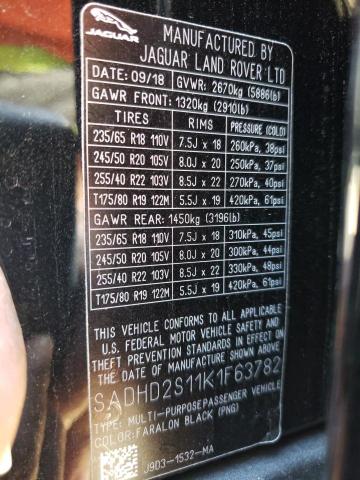 JAGUAR
MANUFACTURED BY
JAGUAR LAND ROVER LTD
DATE: 09/18 GVWR: 2670kg (5886lb)
GAWR FRONT: 1320kg (2910lb)
TIRES RIMS PRESSURE (COLD)
235/65 R18 110V 7.5J x 18 260kPa, 38psi
245/50 R20 105V 8.0J x 20 250kPa, 37psi
255/40 R22 103V 8.5J x 22 270kPa, 40psi
T175/80 R19 122M 5.5J x 19 420kPa, 61psi
GAWR REAR: 1450kg (3196lb)
235/65 R18 110V 7.5J x 18 310kPa, 45psi
245/50 R20 105V 8.0J x 20 300kPa, 44psi
255/40 R22 103V 8.5J x 22 330kPa, 48psi
T175/80 R19 122M 5.5J x 19 420kPa, 61psi
THIS VEHICLE CONFORMS TO ALL APPLICABLE
U.S. FEDERAL MOTOR VEHICLE SAFETY AND
THEFT PREVENTION STANDARDS IN EFFECT ON
THE DATE OF MANUFACTURE SHOWN ABOVE
SADHD2S11K1F63782
TYPE: MULTI-PURPOSE PASSENGER VEHICLE
COLOR: FARALON BLACK (PNG)
J9D3-1532-MA